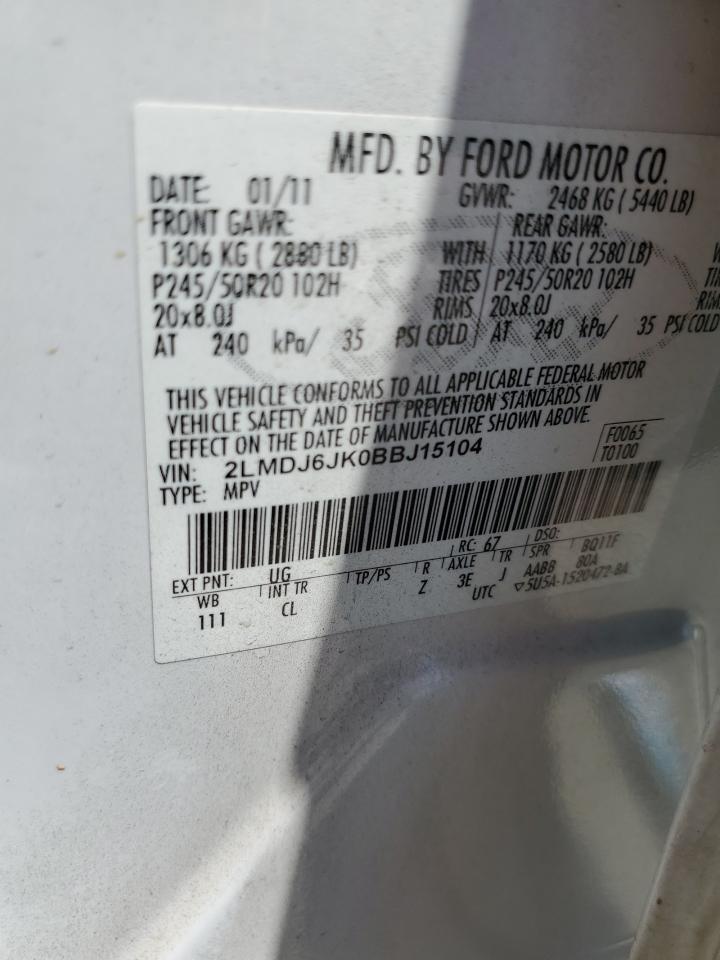 MFD. BY FORD MOTOR CO.
DATE: 01/11 GVWR: 2468 KG ( 5440 LB)
FRONT GAWR: REAR GAWR:
1306 KG ( 2880 LB) WITH 1170 KG ( 2580 LB) W
P245/50R20 102H TIRES P245/50R20 102H TIR
20x8.0J RIMS 20x8.0J RIM
AT 240 kPa/ 35 PSI COLD AT 240 kPa/ 35 PSI COLD
THIS VEHICLE CONFORMS TO ALL APPLICABLE FEDERAL MOTOR
VEHICLE SAFETY AND THEFT PREVENTION STANDARDS IN
EFFECT ON THE DATE OF MANUFACTURE SHOWN ABOVE.
VIN: 2LMDJ6JK0BBJ15104 F0065
TYPE: MPV T0100
EXT PNT: UG RC: 67 DSO:
WB INT TR TP/PS R AXLE TR SPR BQ11F
111 CL Z 3E J AABB 80A
UTC ▽5U5A-1520472-BA